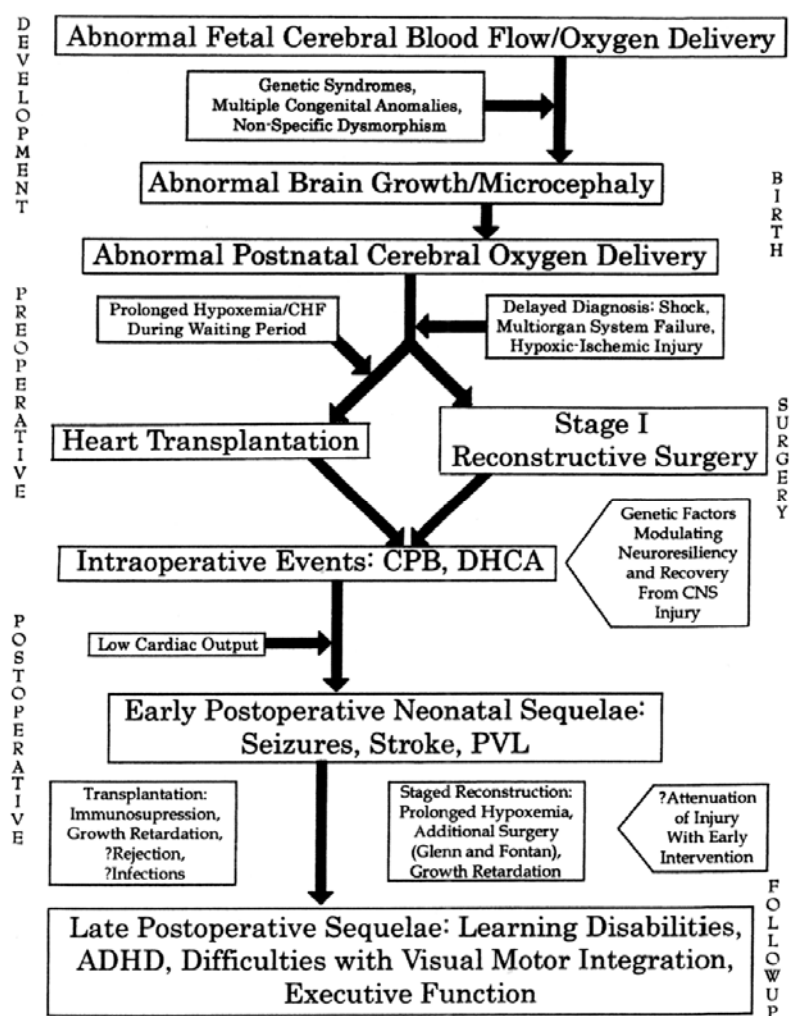 DEVELOPMENT
Abnormal Fetal Cerebral Blood Flow/Oxygen Delivery
Genetic Syndromes,
Multiple Congenital Anomalies,
Non-Specific Dysmorphism
Abnormal Brain Growth/Microcephaly
BIRTH
Abnormal Postnatal Cerebral Oxygen Delivery
PREOPERATIVE
Prolonged Hypoxemia/CHF
During Waiting Period
Delayed Diagnosis: Shock,
Multiorgan System Failure,
Hypoxic-Ischemic Injury
Heart Transplantation
Stage I
Reconstructive Surgery
SURGERY
Intraoperative Events: CPB, DHCA
Genetic Factors
Modulating
Neuroresiliency
and Recovery
From CNS
Injury
POSTOPERATIVE
Low Cardiac Output
Early Postoperative Neonatal Sequelae:
Seizures, Stroke, PVL
Transplantation:
Immunosupression,
Growth Retardation,
?Rejection,
?Infections
Staged Reconstruction:
Prolonged Hypoxemia,
Additional Surgery
(Glenn and Fontan),
Growth Retardation
?Attenuation
of Injury
With Early
Intervention
FOLLOWUP
Late Postoperative Sequelae: Learning Disabilities,
ADHD, Difficulties with Visual Motor Integration,
Executive Function